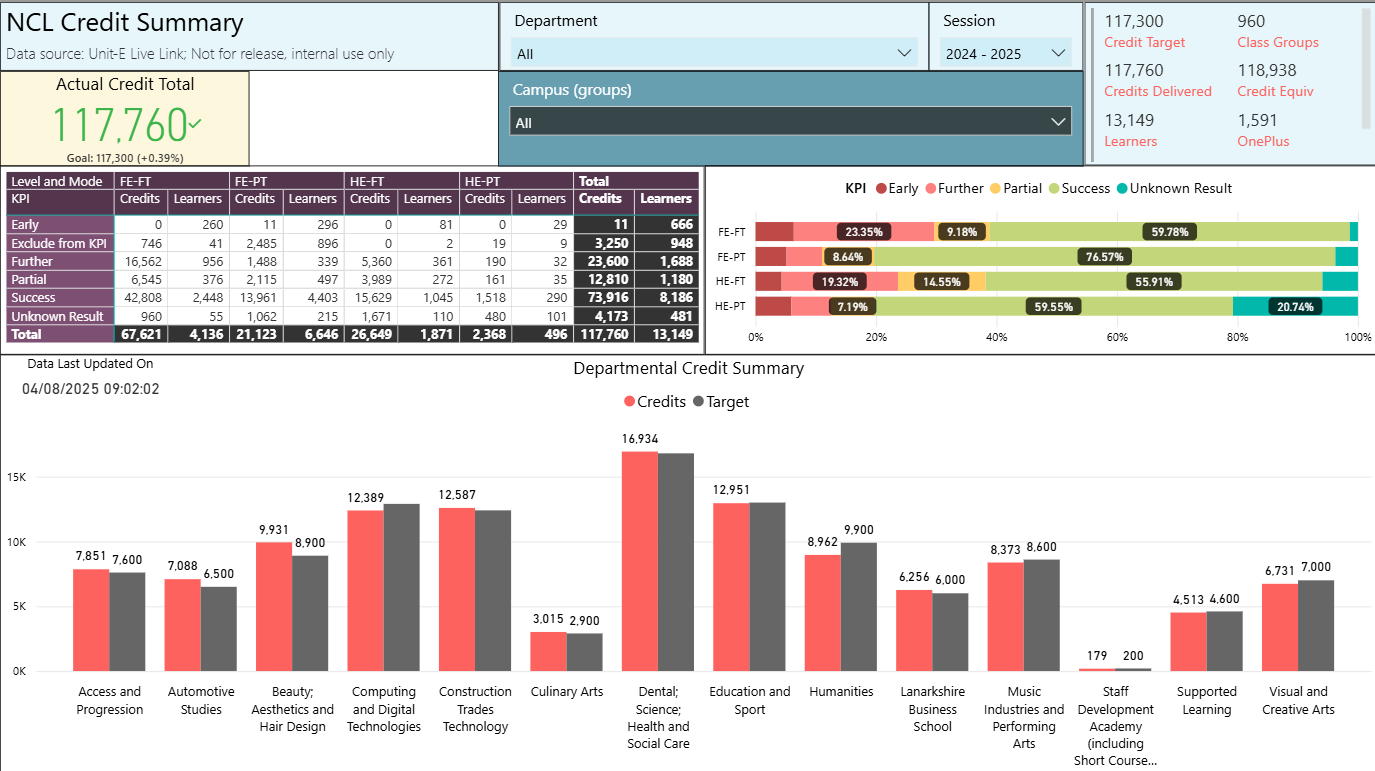 NCL Credit Summary
Data source: Unit-E Live Link; Not for release, internal use only
Department
All
Session
2024 - 2025
Campus (groups)
All
117,300
Credit Target
960
Class Groups
117,760
Credits Delivered
118,938
Credit Equiv
13,149
Learners
1,591
OnePlus
Actual Credit Total
117,760
Goal: 117,300 (+0.39%)
Level and Mode FE-FT FE-PT HE-FT HE-PT Total
KPI Credits Learners Credits Learners Credits Learners Credits Learners Credits Learners
Early 0 260 11 296 0 81 0 29 11 666
Exclude from KPI 746 41 2,485 896 0 2 19 9 3,250 948
Further 16,562 956 1,488 339 5,360 361 190 32 23,600 1,688
Partial 6,545 376 2,115 497 3,989 272 161 35 12,810 1,180
Success 42,808 2,448 13,961 4,403 15,629 1,045 1,518 290 73,916 8,186
Unknown Result 960 55 1,062 215 1,671 110 480 101 4,173 481
Total 67,621 4,136 21,123 6,646 26,649 1,871 2,368 496 117,760 13,149
KPI Early Further Partial Success Unknown Result
FE-FT 23.35% 9.18% 59.78%
FE-PT 8.64% 76.57%
HE-FT 19.32% 14.55% 55.91%
HE-PT 7.19% 59.55% 20.74%
0% 20% 40% 60% 80% 100%
Data Last Updated On
04/08/2025 09:02:02
Departmental Credit Summary
Credits Target
15K
10K
5K
0K
7,851 7,600
7,088 6,500
9,931 8,900
12,389
12,587
3,015 2,900
16,934
12,951
8,962 9,900
6,256 6,000
8,373 8,600
179 200
4,513 4,600
6,731 7,000
Access and
Progression
Automotive
Studies
Beauty;
Aesthetics and
Hair Design
Computing
and Digital
Technologies
Construction
Trades
Technology
Culinary Arts
Dental;
Science;
Health and
Social Care
Education and
Sport
Humanities
Lanarkshire
Business
School
Music
Industries and
Performing
Arts
Staff
Development
Academy
(including
Short Course...
Supported
Learning
Visual and
Creative Arts